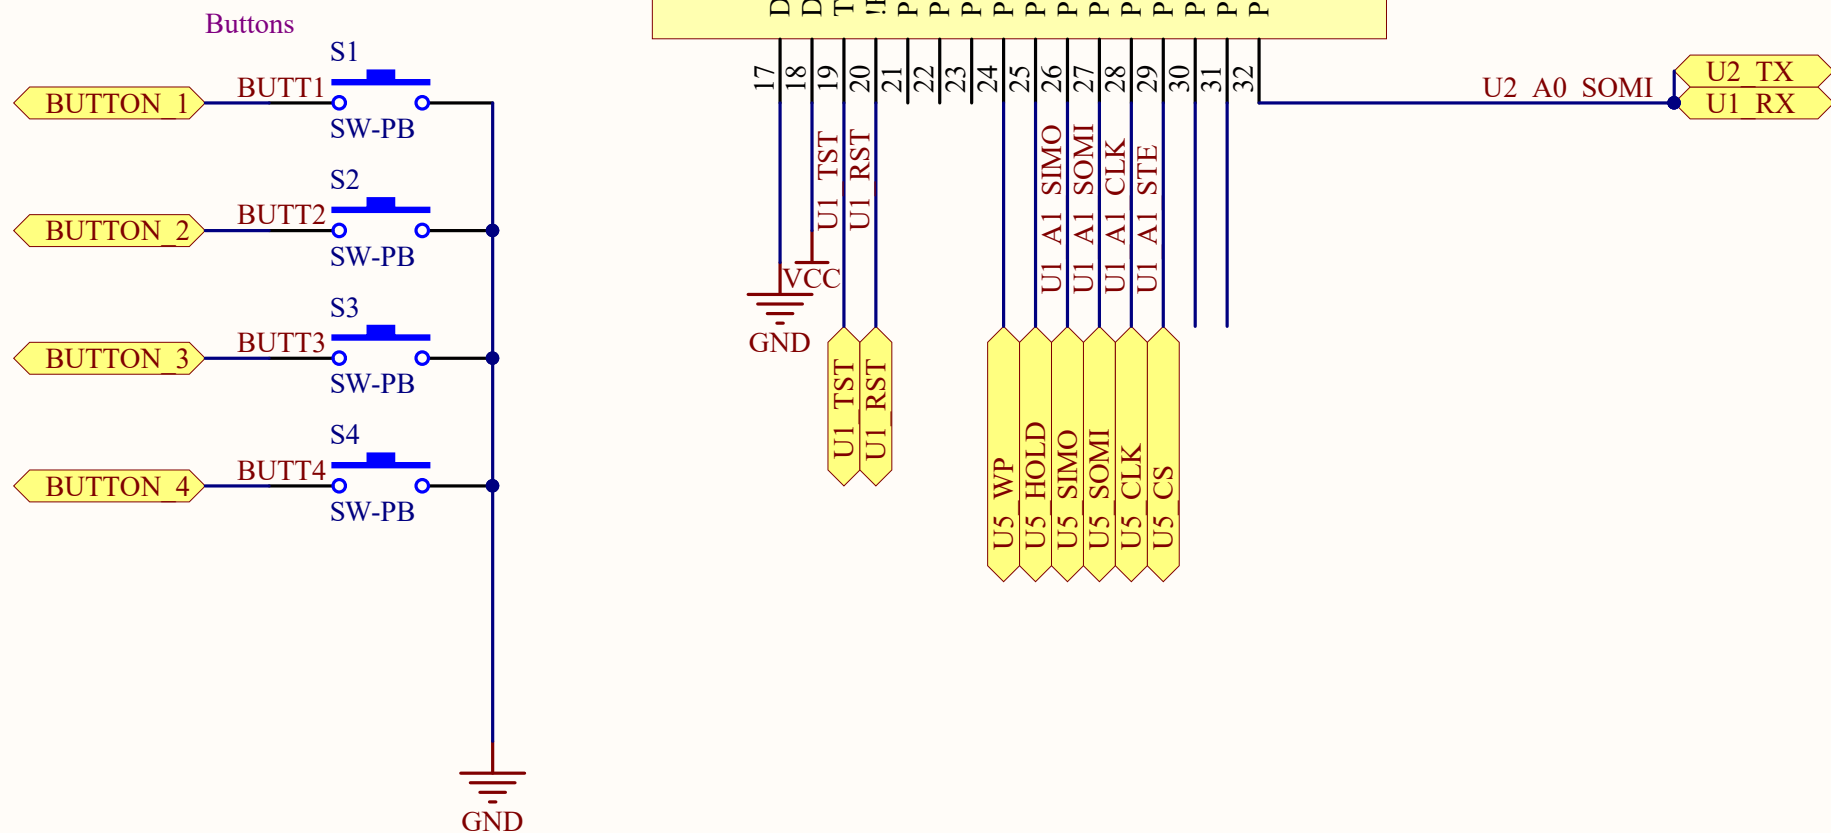 Buttons
S1
BUTTON_1
BUTT1
SW-PB
S2
BUTTON_2
BUTT2
SW-PB
S3
BUTTON_3
BUTT3
SW-PB
S4
BUTTON_4
BUTT4
SW-PB
GND
17
18
19
20
21
22
23
24
25
26
27
28
29
30
31
32
U1_TST
U1_RST
U1_A1_SIMO
U1_A1_SOMI
U1_A1_CLK
U1_A1_STE
VCC
GND
U1_TST
U1_RST
U5_WP
U5_HOLD
U5_SIMO
U5_SOMI
U5_CLK
U5_CS
U2_A0_SOMI
U2_TX
U1_RX